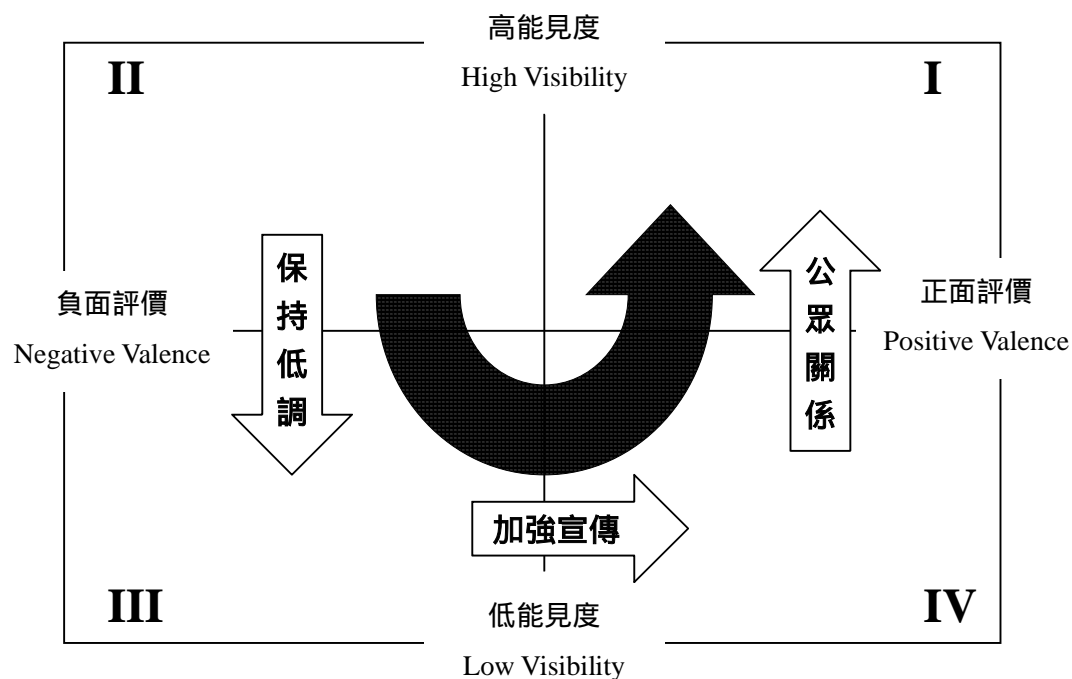 高能見度
High Visibility
II
I
保持低調
公眾關係
負面評價
Negative Valence
正面評價
Positive Valence
加強宣傳
III
IV
低能見度
Low Visibility